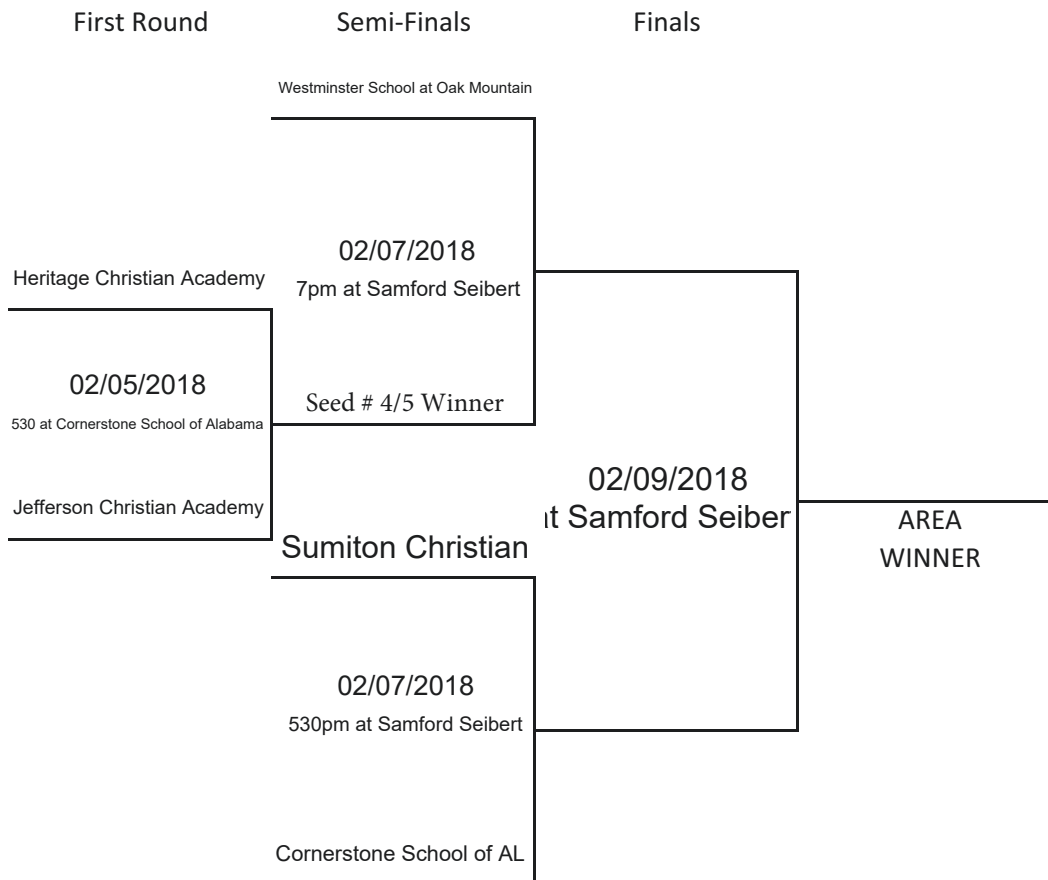 First Round
Semi-Finals
Finals
Westminster School at Oak Mountain
02/07/2018
7pm at Samford Seibert
Heritage Christian Academy
02/05/2018
530 at Cornerstone School of Alabama
Seed # 4/5 Winner
Jefferson Christian Academy
Sumiton Christian
02/09/2018
at Samford Seiber
AREA
WINNER
02/07/2018
530pm at Samford Seibert
Cornerstone School of AL